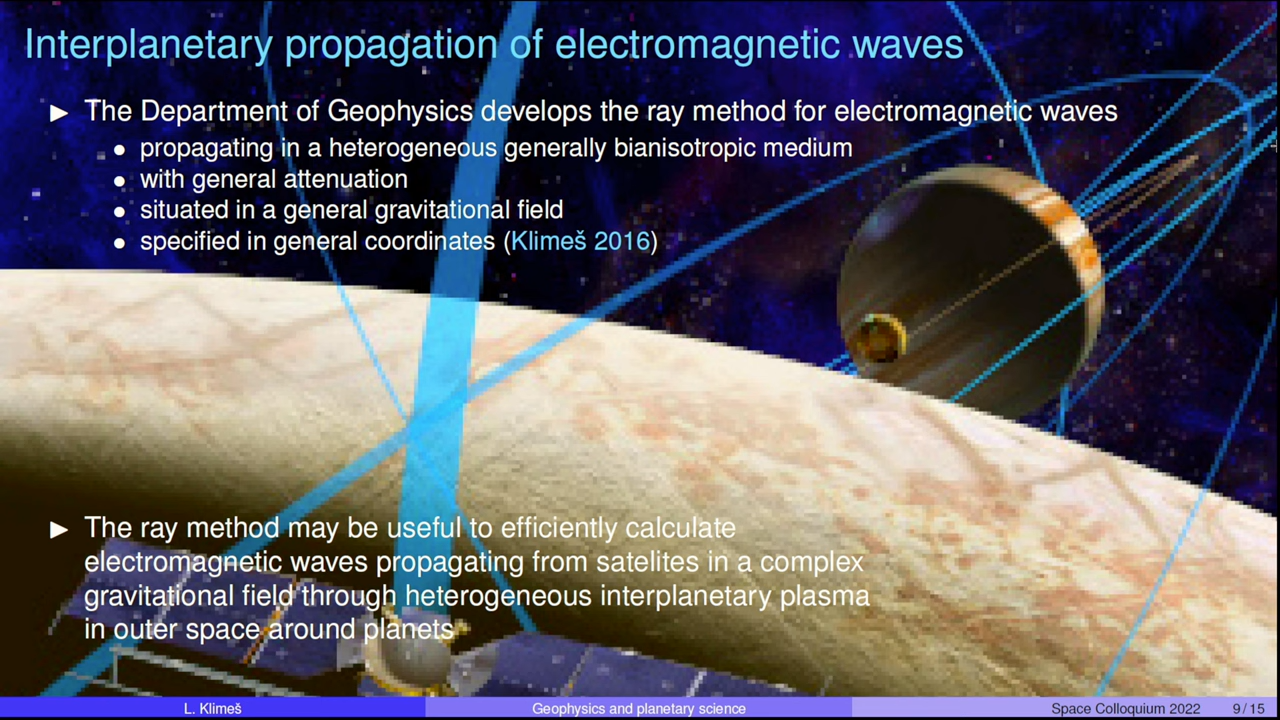 Interplanetary propagation of electromagnetic waves
▶ The Department of Geophysics develops the ray method for electromagnetic waves
● propagating in a heterogeneous generally bianisotropic medium
● with general attenuation
● situated in a general gravitational field
● specified in general coordinates (Klimeš 2016)
▶ The ray method may be useful to efficiently calculate
electromagnetic waves propagating from satelites in a complex
gravitational field through heterogeneous interplanetary plasma
in outer space around planets
L. Klimeš Geophysics and planetary science Space Colloquium 2022 9/15